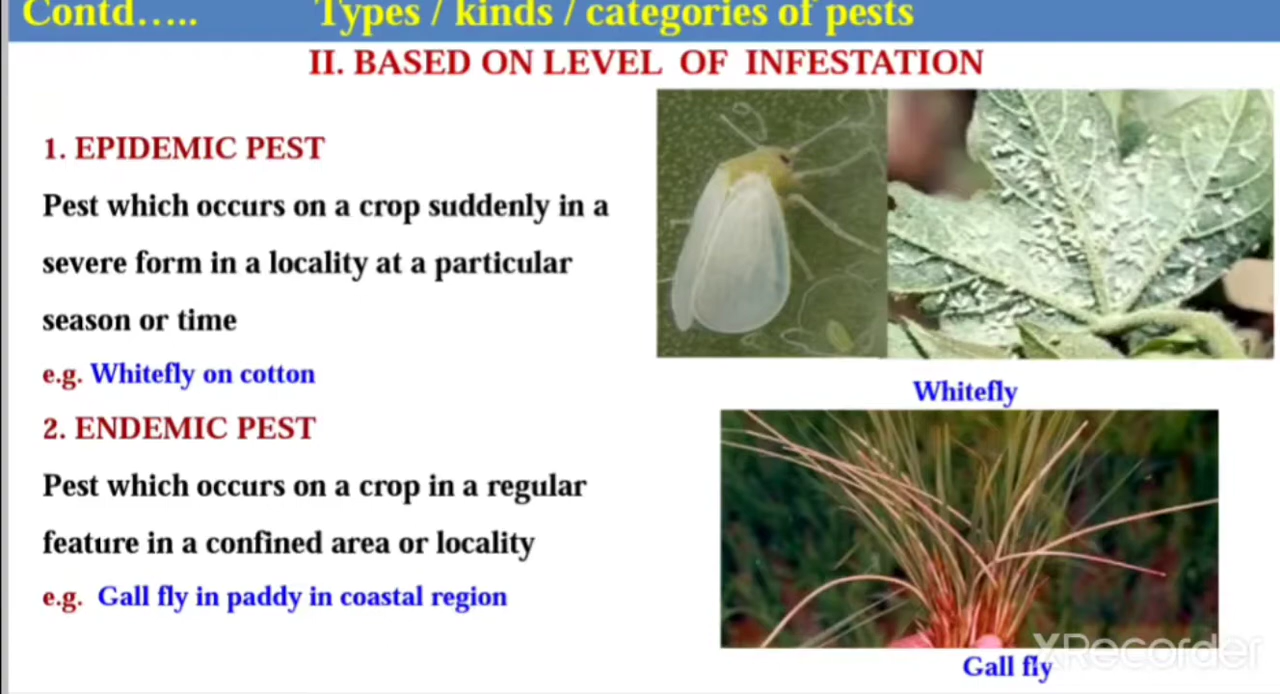 Contd….. Types / kinds / categories of pests
II. BASED ON LEVEL OF INFESTATION
1. EPIDEMIC PEST
Pest which occurs on a crop suddenly in a
severe form in a locality at a particular
season or time
e.g. Whitefly on cotton
Whitefly
2. ENDEMIC PEST
Pest which occurs on a crop in a regular
feature in a confined area or locality
e.g. Gall fly in paddy in coastal region
Gall fly
XRecorder